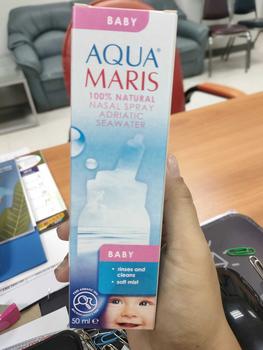 BABY
AQUA®
MARIS
100% NATURAL
NASAL SPRAY
ADRIATIC
SEAWATER
BABY
• rinses and
cleans
• soft mist
50 ml e